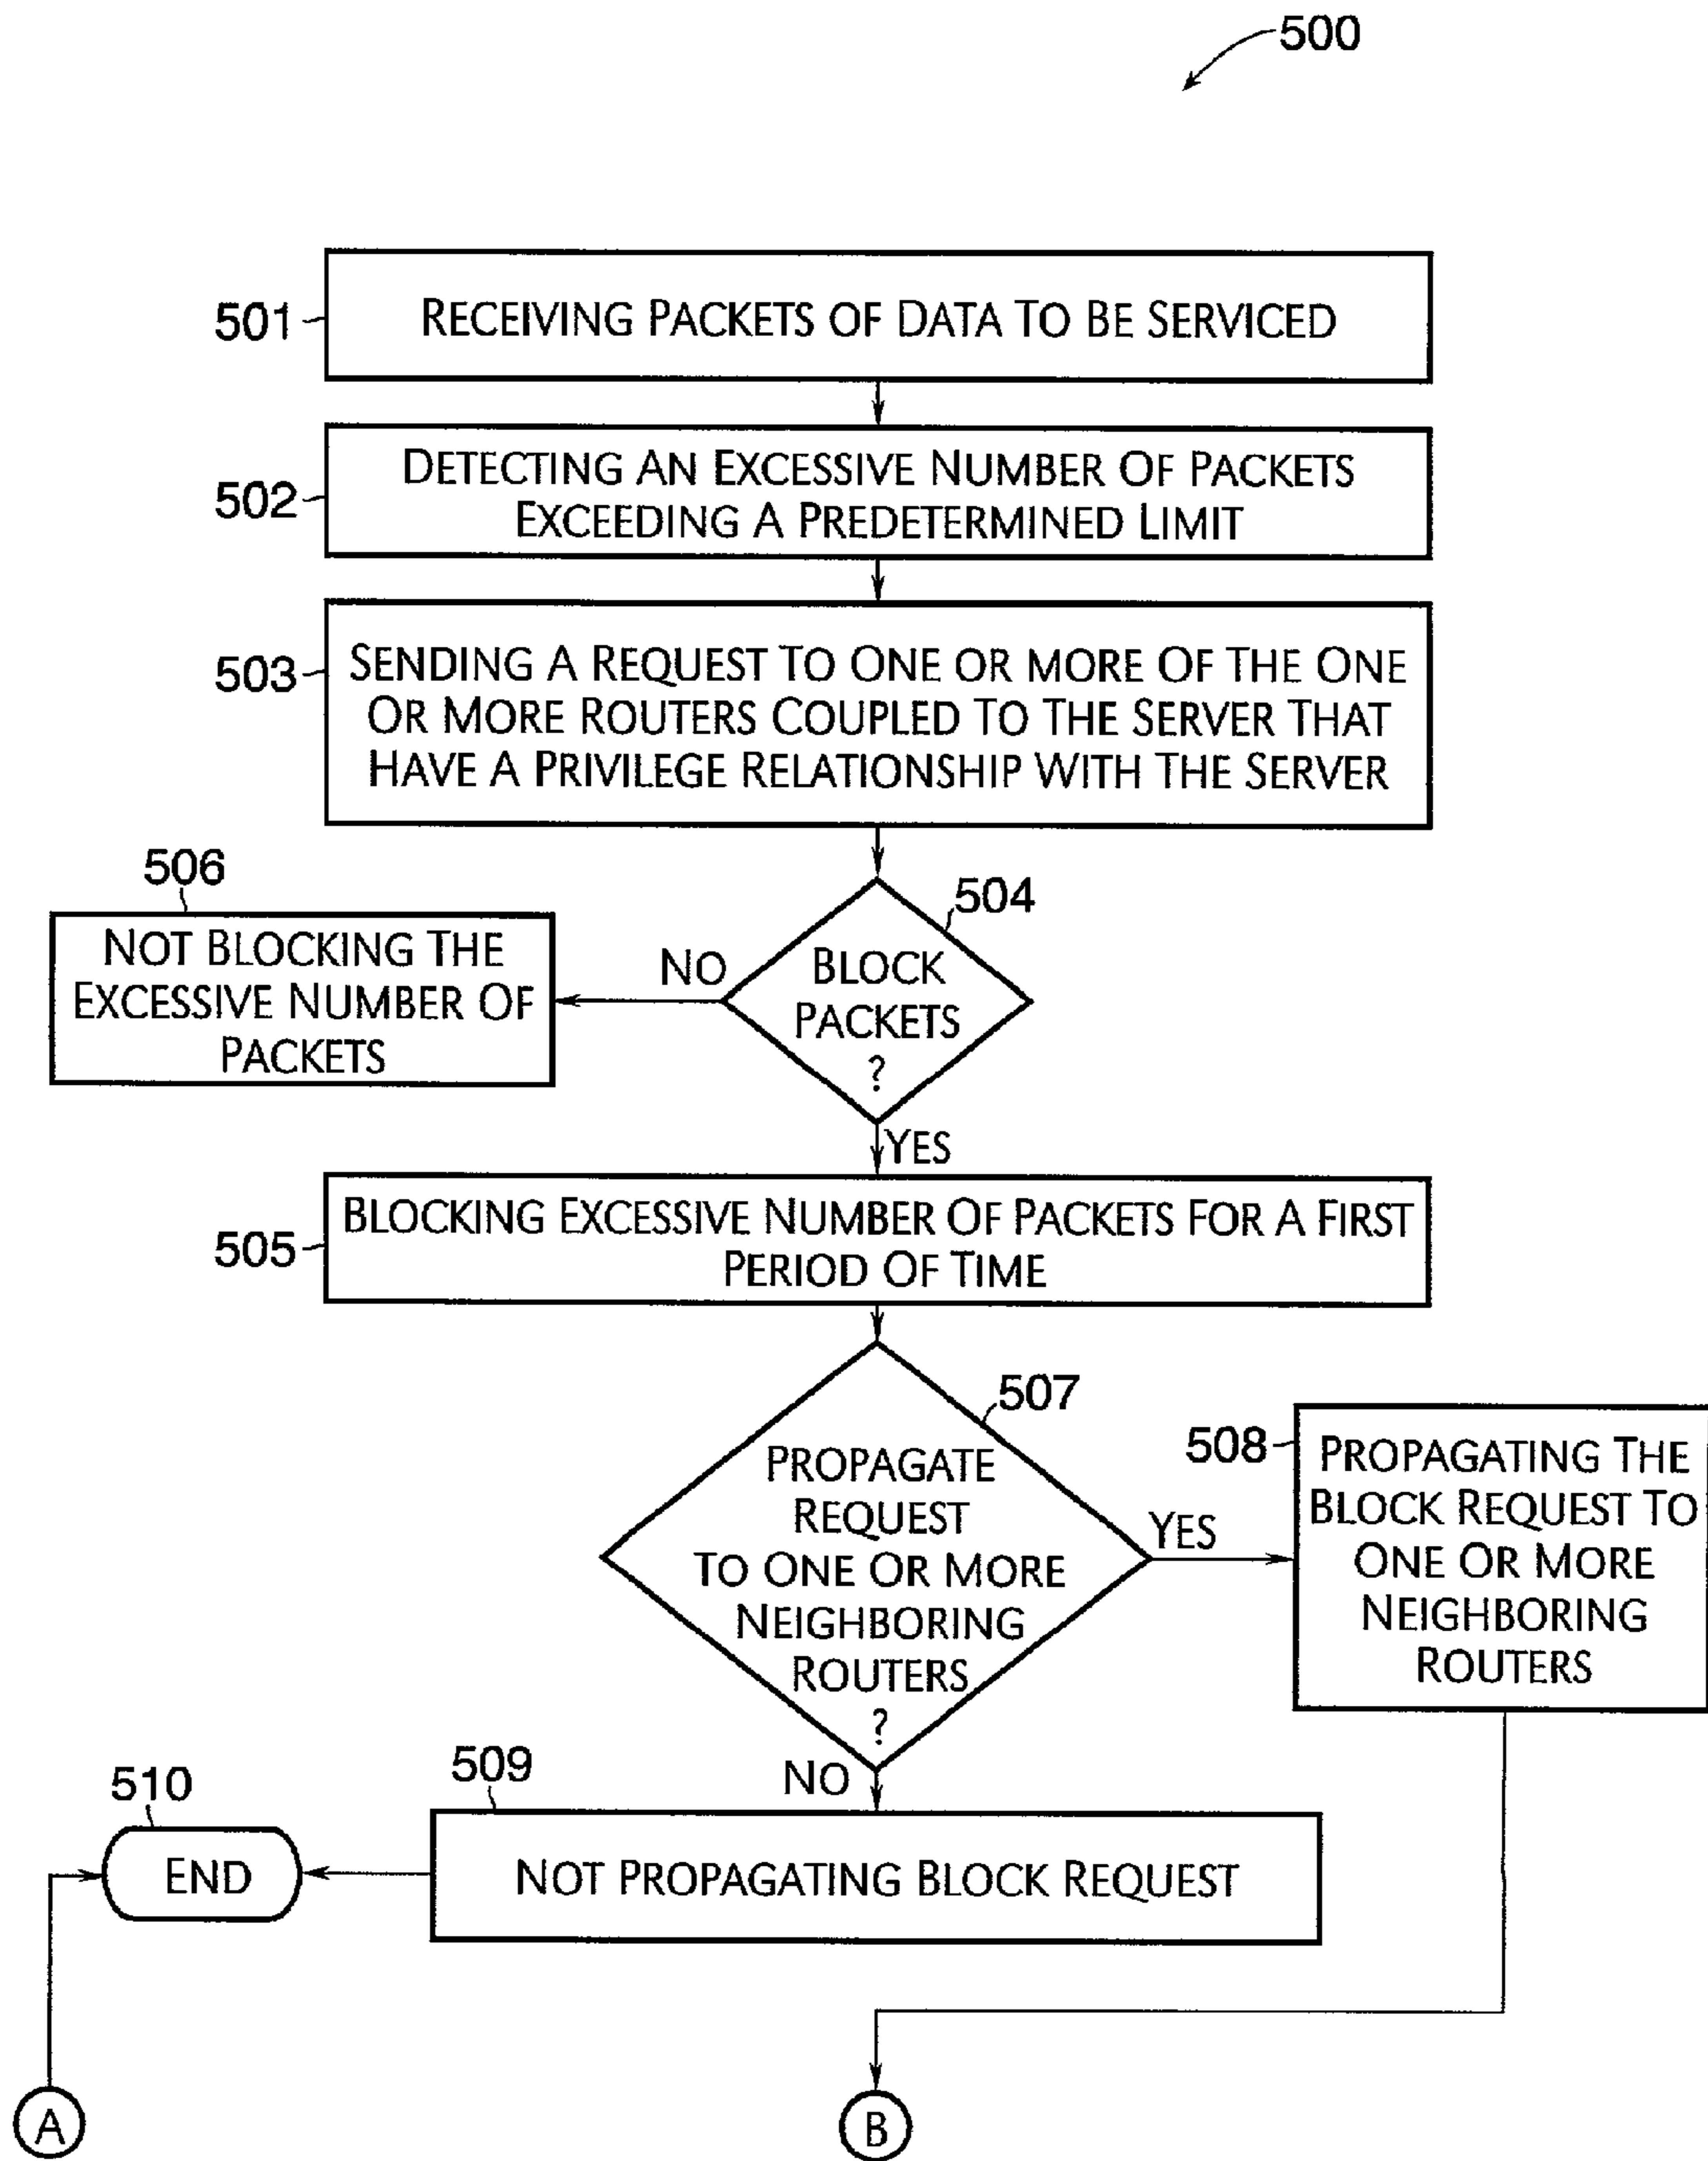 500
501
RECEIVING PACKETS OF DATA TO BE SERVICED
502
DETECTING AN EXCESSIVE NUMBER OF PACKETS
EXCEEDING A PREDETERMINED LIMIT
503
SENDING A REQUEST TO ONE OR MORE OF THE ONE
OR MORE ROUTERS COUPLED TO THE SERVER THAT
HAVE A PRIVILEGE RELATIONSHIP WITH THE SERVER
506
NOT BLOCKING THE
EXCESSIVE NUMBER OF
PACKETS
NO
504
BLOCK
PACKETS
?
YES
505
BLOCKING EXCESSIVE NUMBER OF PACKETS FOR A FIRST
PERIOD OF TIME
507
PROPAGATE
REQUEST
TO ONE OR MORE
NEIGHBORING
ROUTERS
?
YES
508
PROPAGATING THE
BLOCK REQUEST TO
ONE OR MORE
NEIGHBORING
ROUTERS
NO
509
NOT PROPAGATING BLOCK REQUEST
510
END
A
B